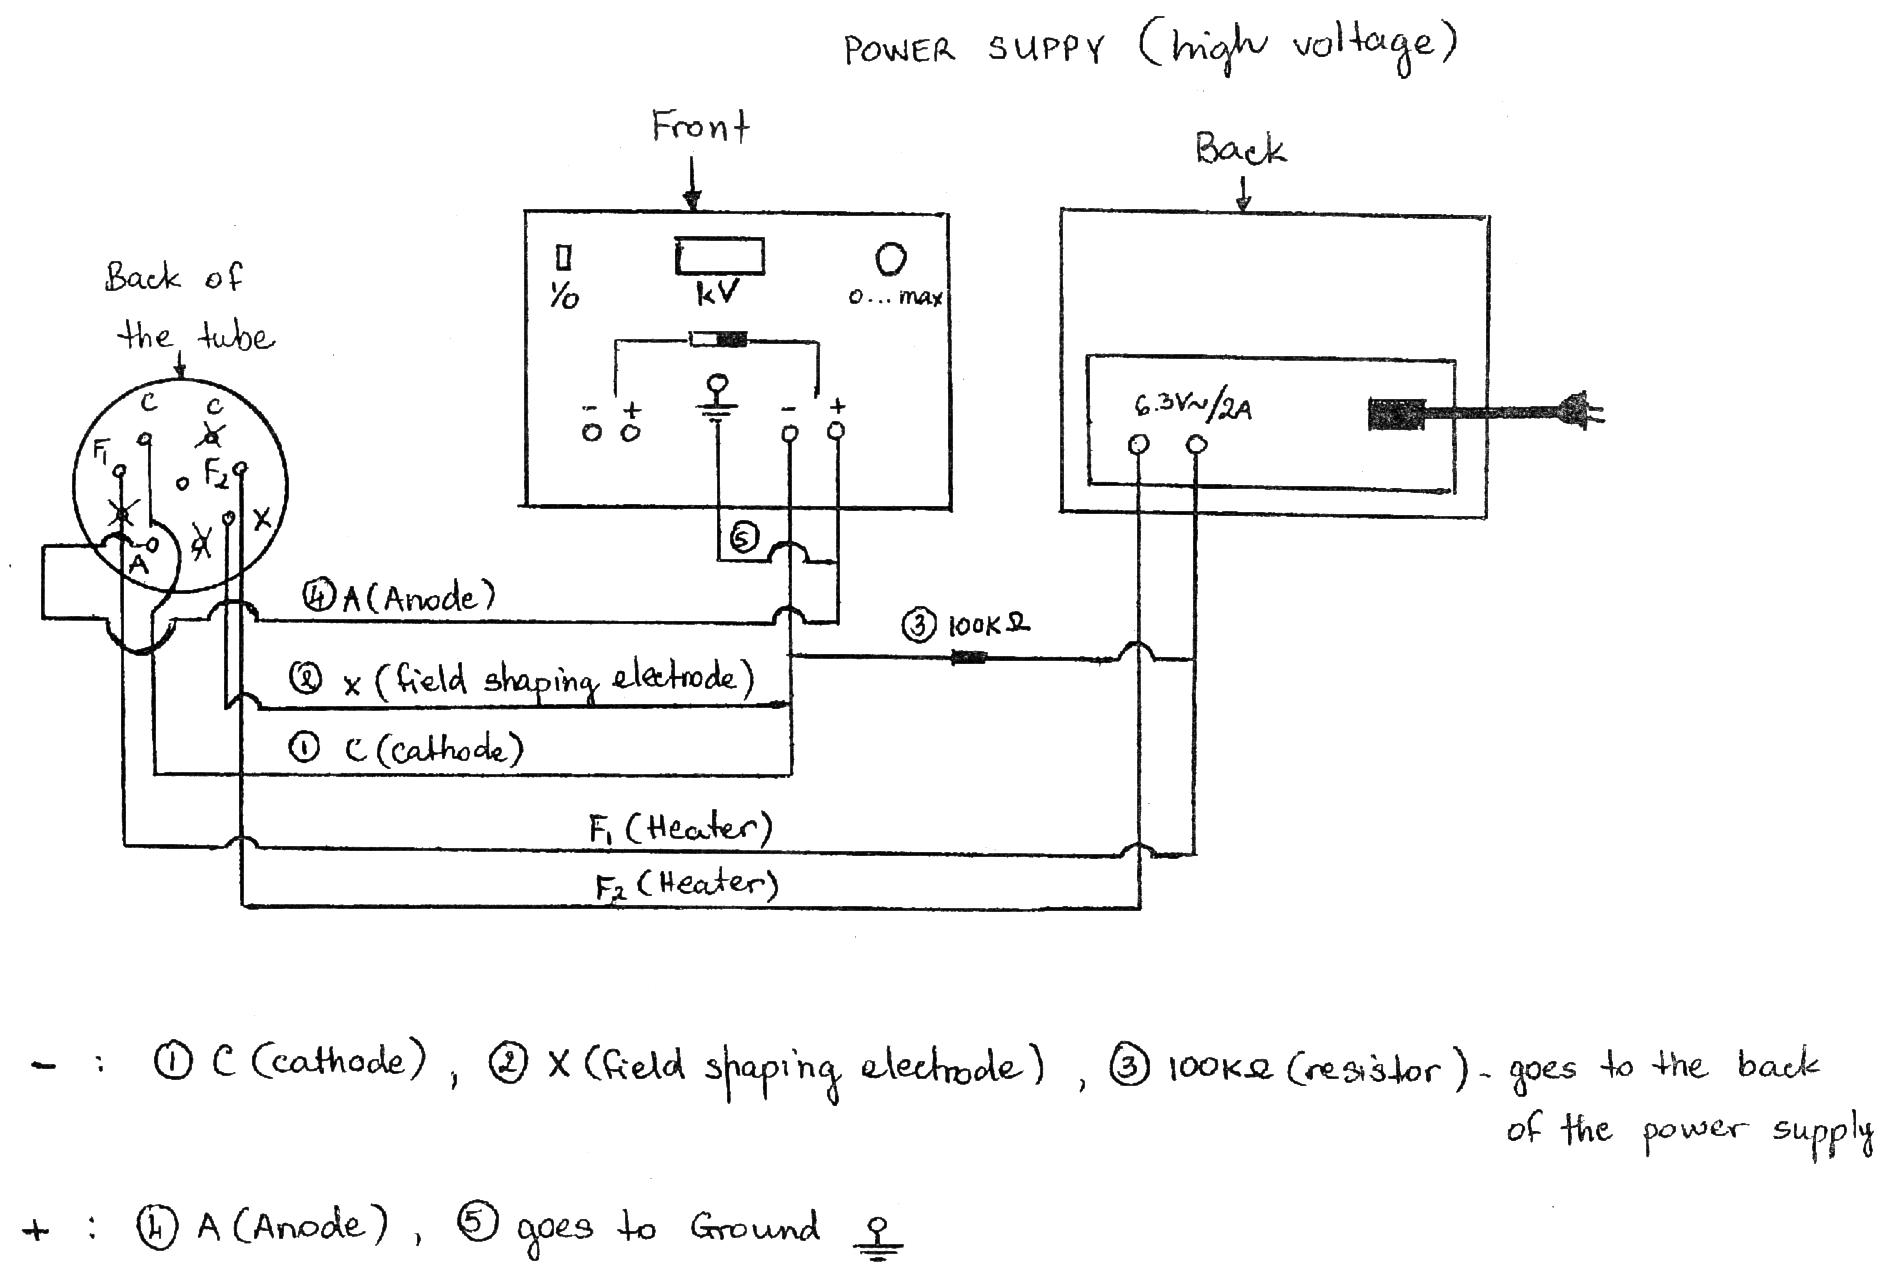 POWER SUPPY (high voltage)
Front
Back
Back of
the tube
1/0
kV
0...max
- +
- +
6.3V~/2A
C
C
F1
F2
X
A
⑤
④ A (Anode)
③ 100KΩ
② X (field shaping electrode)
① C (cathode)
F1 (Heater)
F2 (Heater)
- : ① C (cathode), ② X (field shaping electrode), ③ 100KΩ (resistor) - goes to the back
of the power supply
+ : ④ A (Anode), ⑤ goes to Ground